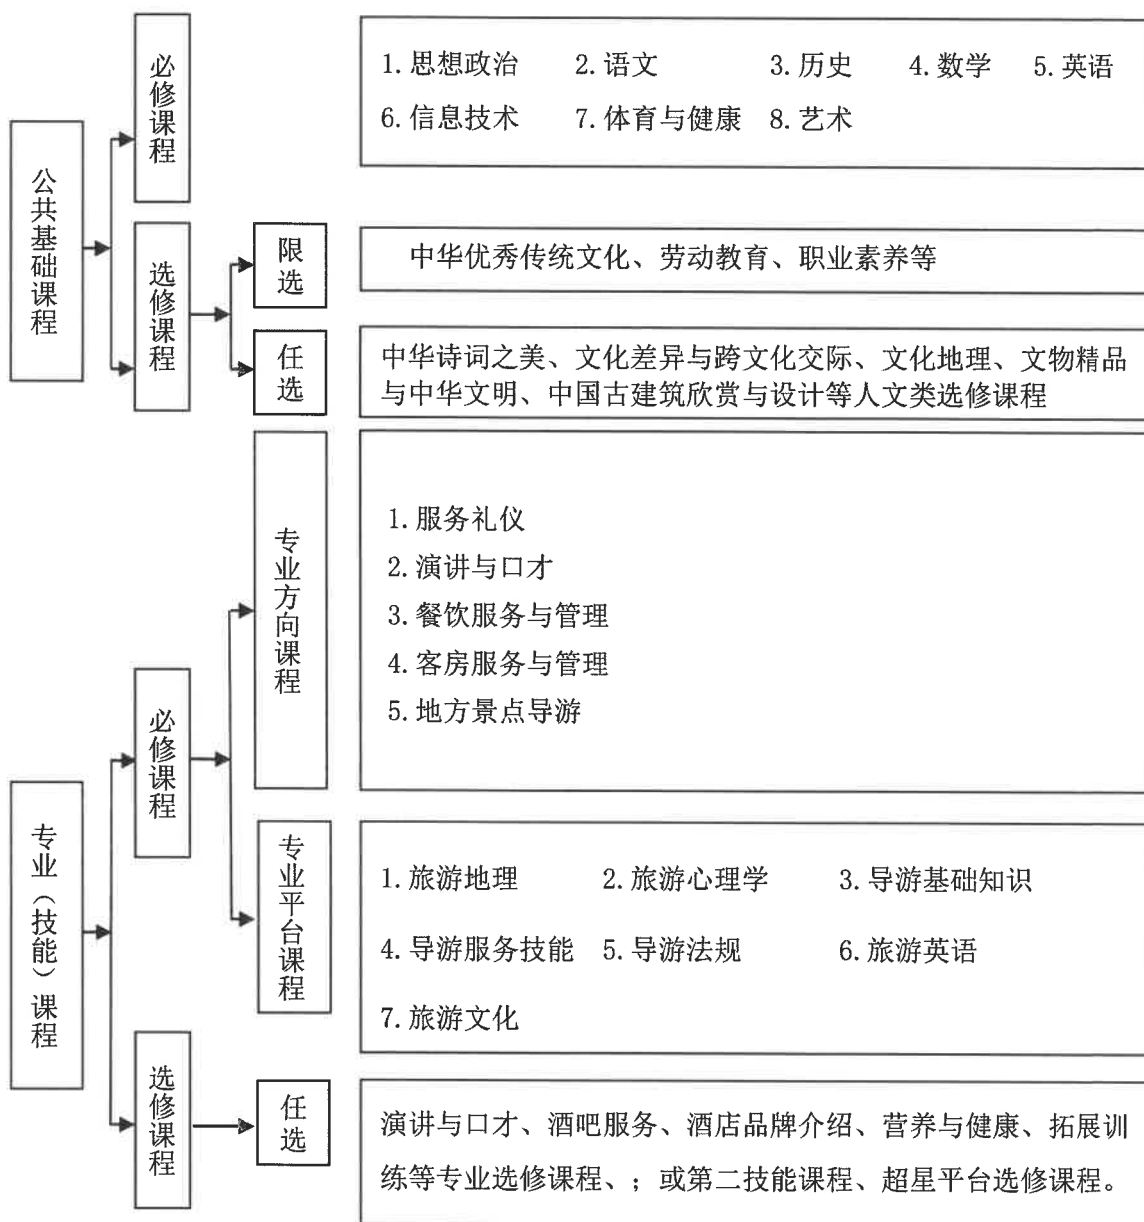 公共基础课程
必修课程
1.思想政治 2.语文 3.历史 4.数学 5.英语
6.信息技术 7.体育与健康 8.艺术
选修课程
限选
中华优秀传统文化、劳动教育、职业素养等
任选
中华诗词之美、文化差异与跨文化交际、文化地理、文物精品
与中华文明、中国古建筑欣赏与设计等人文类选修课程
专业（技能）课程
必修课程
专业方向课程
1.服务礼仪
2.演讲与口才
3.餐饮服务与管理
4.客房服务与管理
5.地方景点导游
专业平台课程
1.旅游地理 2.旅游心理学 3.导游基础知识
4.导游服务技能 5.导游法规 6.旅游英语
7.旅游文化
选修课程
任选
演讲与口才、酒吧服务、酒店品牌介绍、营养与健康、拓展训
练等专业选修课程、；或第二技能课程、超星平台选修课程。